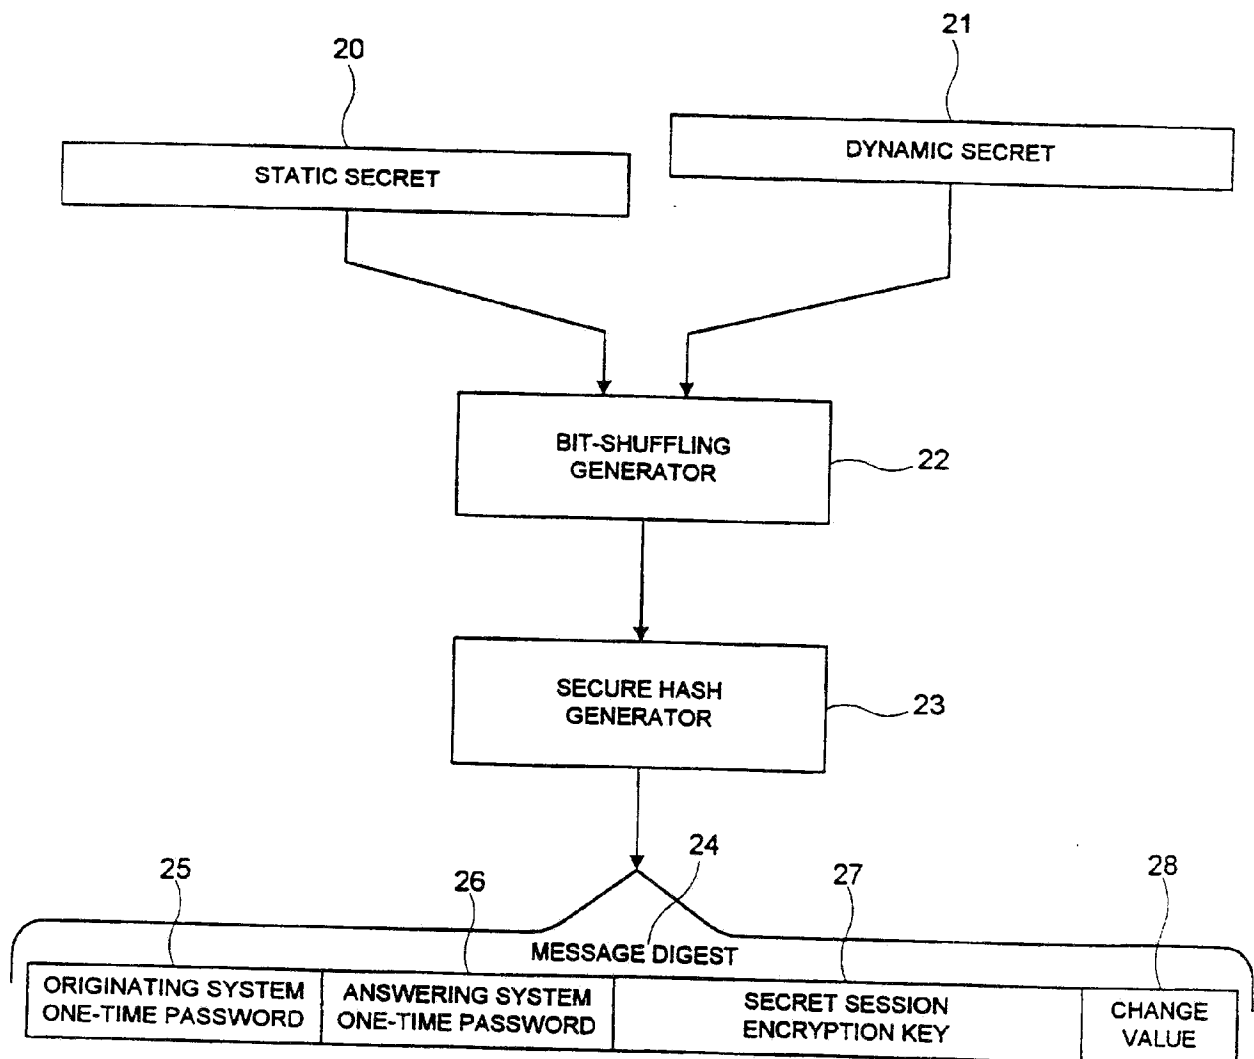 20
21
STATIC SECRET
DYNAMIC SECRET
BIT-SHUFFLING
GENERATOR
22
SECURE HASH
GENERATOR
23
24
25
26
27
28
MESSAGE DIGEST
ORIGINATING SYSTEM
ONE-TIME PASSWORD
ANSWERING SYSTEM
ONE-TIME PASSWORD
SECRET SESSION
ENCRYPTION KEY
CHANGE
VALUE